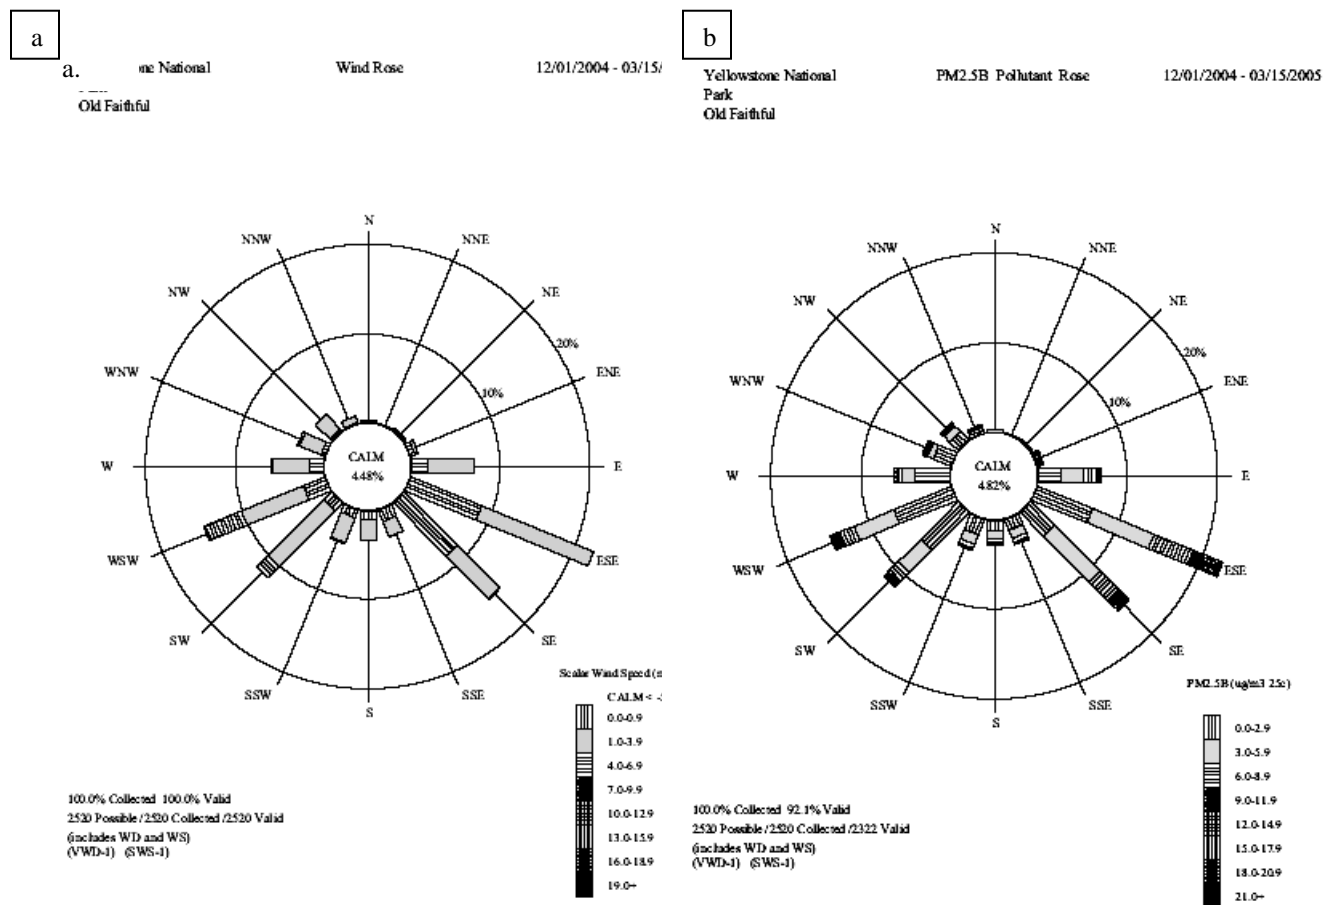 a
a.
ne National Wind Rose 12/01/2004 - 03/15/
Old Faithful
N
NNW NNE
NW NE
20%
WNW ENE
10%
CALM
W E
4.48%
WSW ESE
SW SE
SSW SSE
S
Scalar Wind Speed (
CALM < -
0.0-0.9
1.0-3.9
4.0-6.9
7.0-9.9
10.0-12.9
13.0-15.9
16.0-18.9
19.0+
100.0% Collected 100.0% Valid
2520 Possible / 2520 Collected / 2520 Valid
(includes WD and WS)
(VWD-1) (SWS-1)
b
Yellowstone National PM2.5B Pollutant Rose 12/01/2004 - 03/15/2005
Park
Old Faithful
N
NNW NNE
NW NE
20%
WNW ENE
10%
CALM
W E
4.82%
WSW ESE
SW SE
SSW SSE
S
PM2.5B (ug/m3 25c)
0.0-2.9
3.0-5.9
6.0-8.9
9.0-11.9
12.0-14.9
15.0-17.9
18.0-20.9
21.0+
100.0% Collected 92.1% Valid
2520 Possible / 2520 Collected / 2322 Valid
(includes WD and WS)
(VWD-1) (SWS-1)